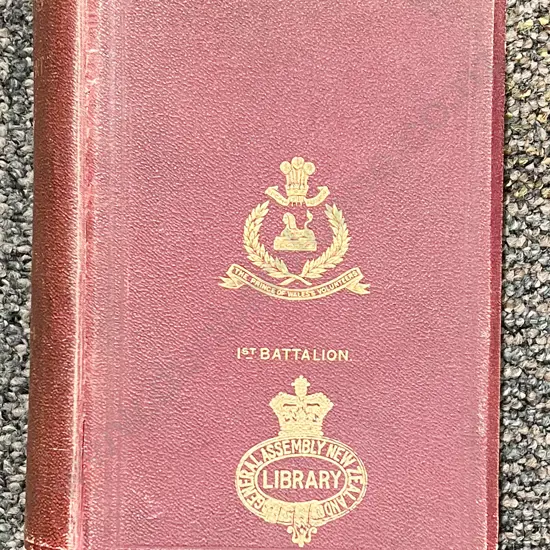 THE PRINCE OF WALES'S VOLUNTEERS
1ST BATTALION
GENERAL ASSEMBLY NEW ZEALAND
LIBRARY